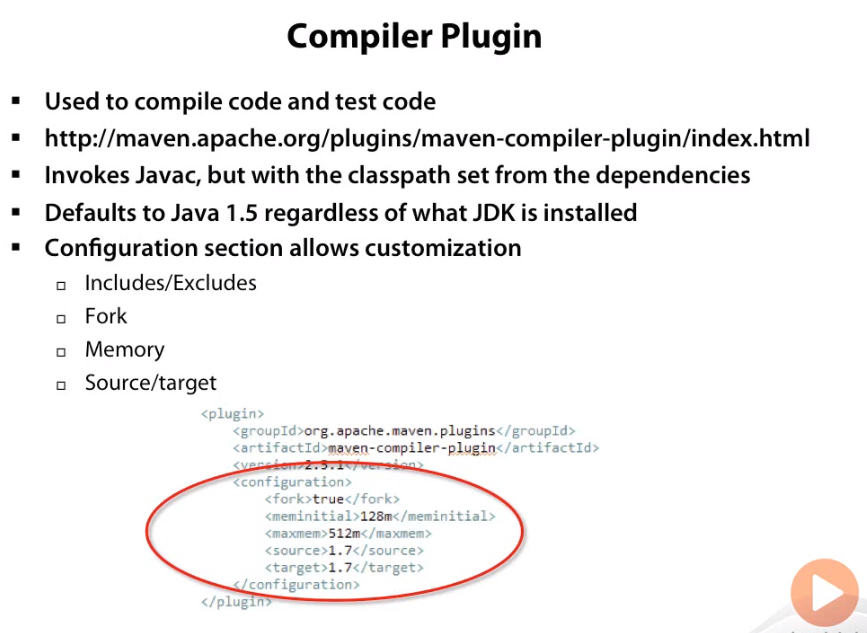 Compiler Plugin
Used to compile code and test code
http://maven.apache.org/plugins/maven-compiler-plugin/index.html
Invokes Javac, but with the classpath set from the dependencies
Defaults to Java 1.5 regardless of what JDK is installed
Configuration section allows customization
Includes/Excludes
Fork
Memory
Source/target
<plugin>
<groupId>org.apache.maven.plugins</groupId>
<artifactId>maven-compiler-plugin</artifactId>
<version>2.5.1</version>
<configuration>
<fork>true</fork>
<meminitial>128m</meminitial>
<maxmem>512m</maxmem>
<source>1.7</source>
<target>1.7</target>
</configuration>
</plugin>